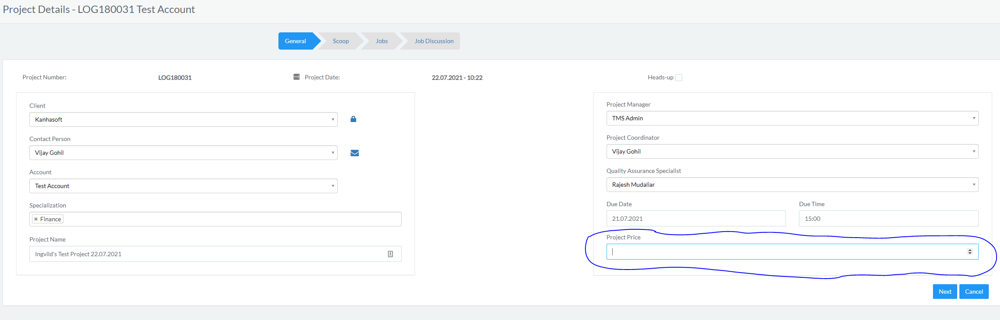 Project Details - LOG180031 Test Account
General
Scoop
Jobs
Job Discussion
Project Number:
LOG180031
Project Date:
22.07.2021 - 10:22
Heads-up
Client
Kanhasoft
Contact Person
Vijay Gohil
Account
Test Account
Specialization
× Finance
Project Name
Ingvild's Test Project 22.07.2021
Project Manager
TMS Admin
Project Coordinator
Vijay Gohil
Quality Assurance Specialist
Rajesh Mudaliar
Due Date
Due Time
21.07.2021
15:00
Project Price
Next
Cancel